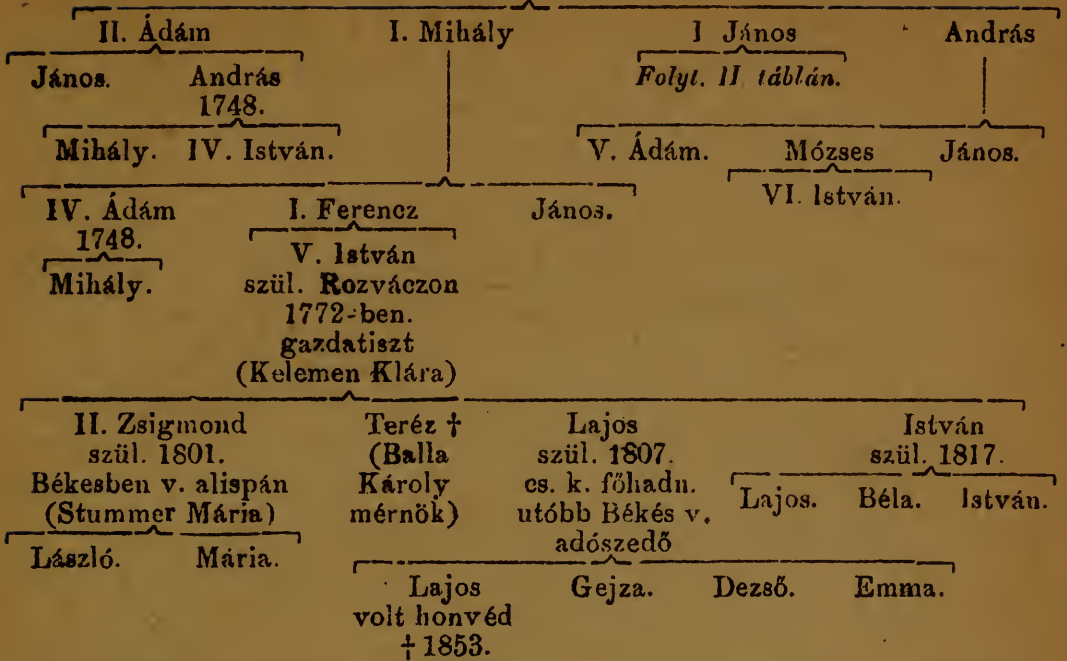 II. Ádám I. Mihály I János András
Folyt. II. táblán.
János. András
1748.
Mihály. IV. István. V. Ádám. Mózses János.
VI. István.
IV. Ádám I. Ferencz János.
1748.
Mihály. V. István
szül. Rozváczon
1772-ben.
gazdatiszt
(Kelemen Klára)
II. Zsigmond Teréz † Lajos István
szül. 1801. (Balla szül. 1807. szül. 1817.
Békesben v. alispán Károly cs. k. főhadn. Lajos. Béla. István.
(Stummer Mária) mérnök) utóbb Békés v.
adószedő
László. Mária.
Lajos Gejza. Dezső. Emma.
volt honvéd
† 1853.